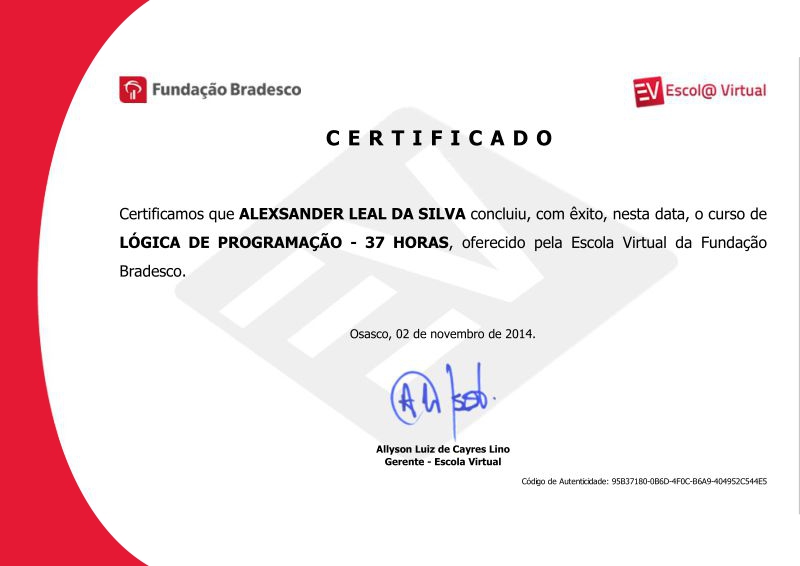 Fundação Bradesco
EV Escol@ Virtual
CERTIFICADO
Certificamos que ALEXSANDER LEAL DA SILVA concluiu, com êxito, nesta data, o curso de
LÓGICA DE PROGRAMAÇÃO - 37 HORAS, oferecido pela Escola Virtual da Fundação
Bradesco.
Osasco, 02 de novembro de 2014.
Allyson Luiz de Cayres Lino
Gerente - Escola Virtual
Código de Autenticidade: 95B37180-0B6D-4F0C-B6A9-404952C544E5